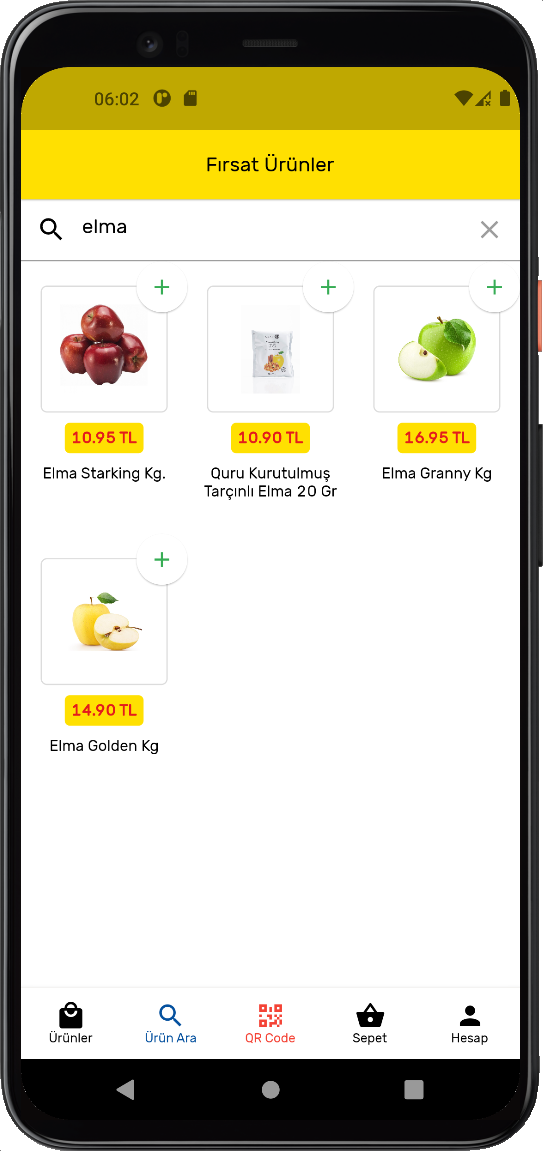 06:02
Fırsat Ürünler
elma
10.95 TL
10.90 TL
16.95 TL
Elma Starking Kg.
Quru Kurutulmuş
Tarçınlı Elma 20 Gr
Elma Granny Kg
14.90 TL
Elma Golden Kg
Ürünler
Ürün Ara
QR Code
Sepet
Hesap